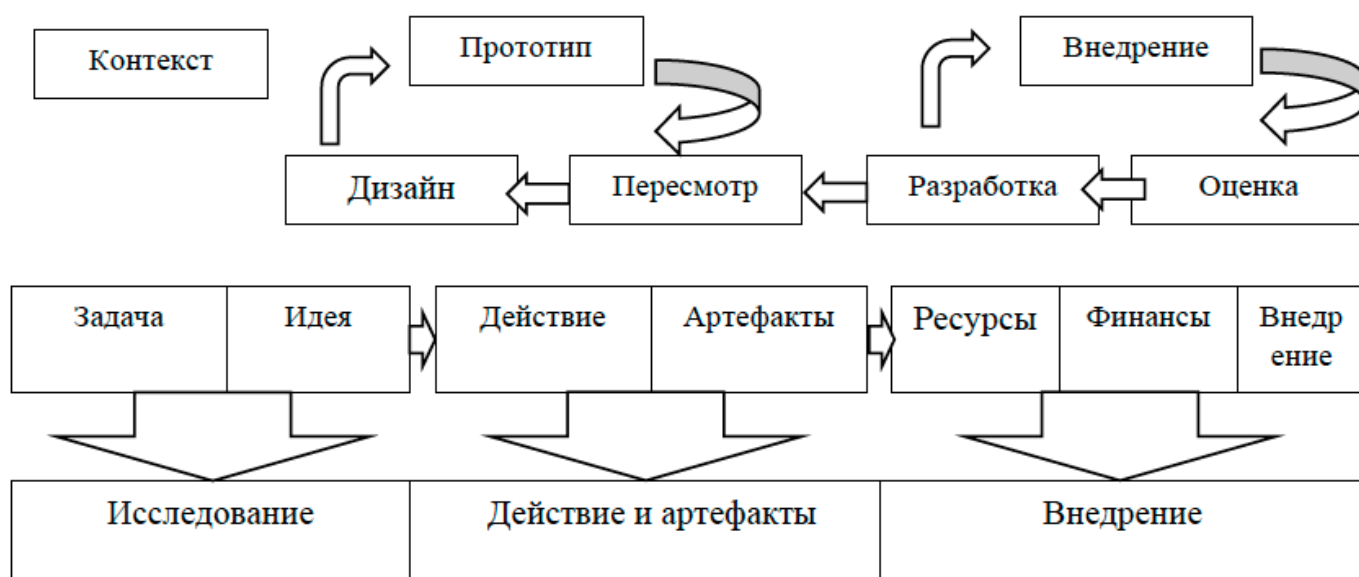 Контекст
Прототип
Внедрение
Дизайн
Пересмотр
Разработка
Оценка
Задача
Идея
Действие
Артефакты
Ресурсы
Финансы
Внедр
ение
Исследование
Действие и артефакты
Внедрение